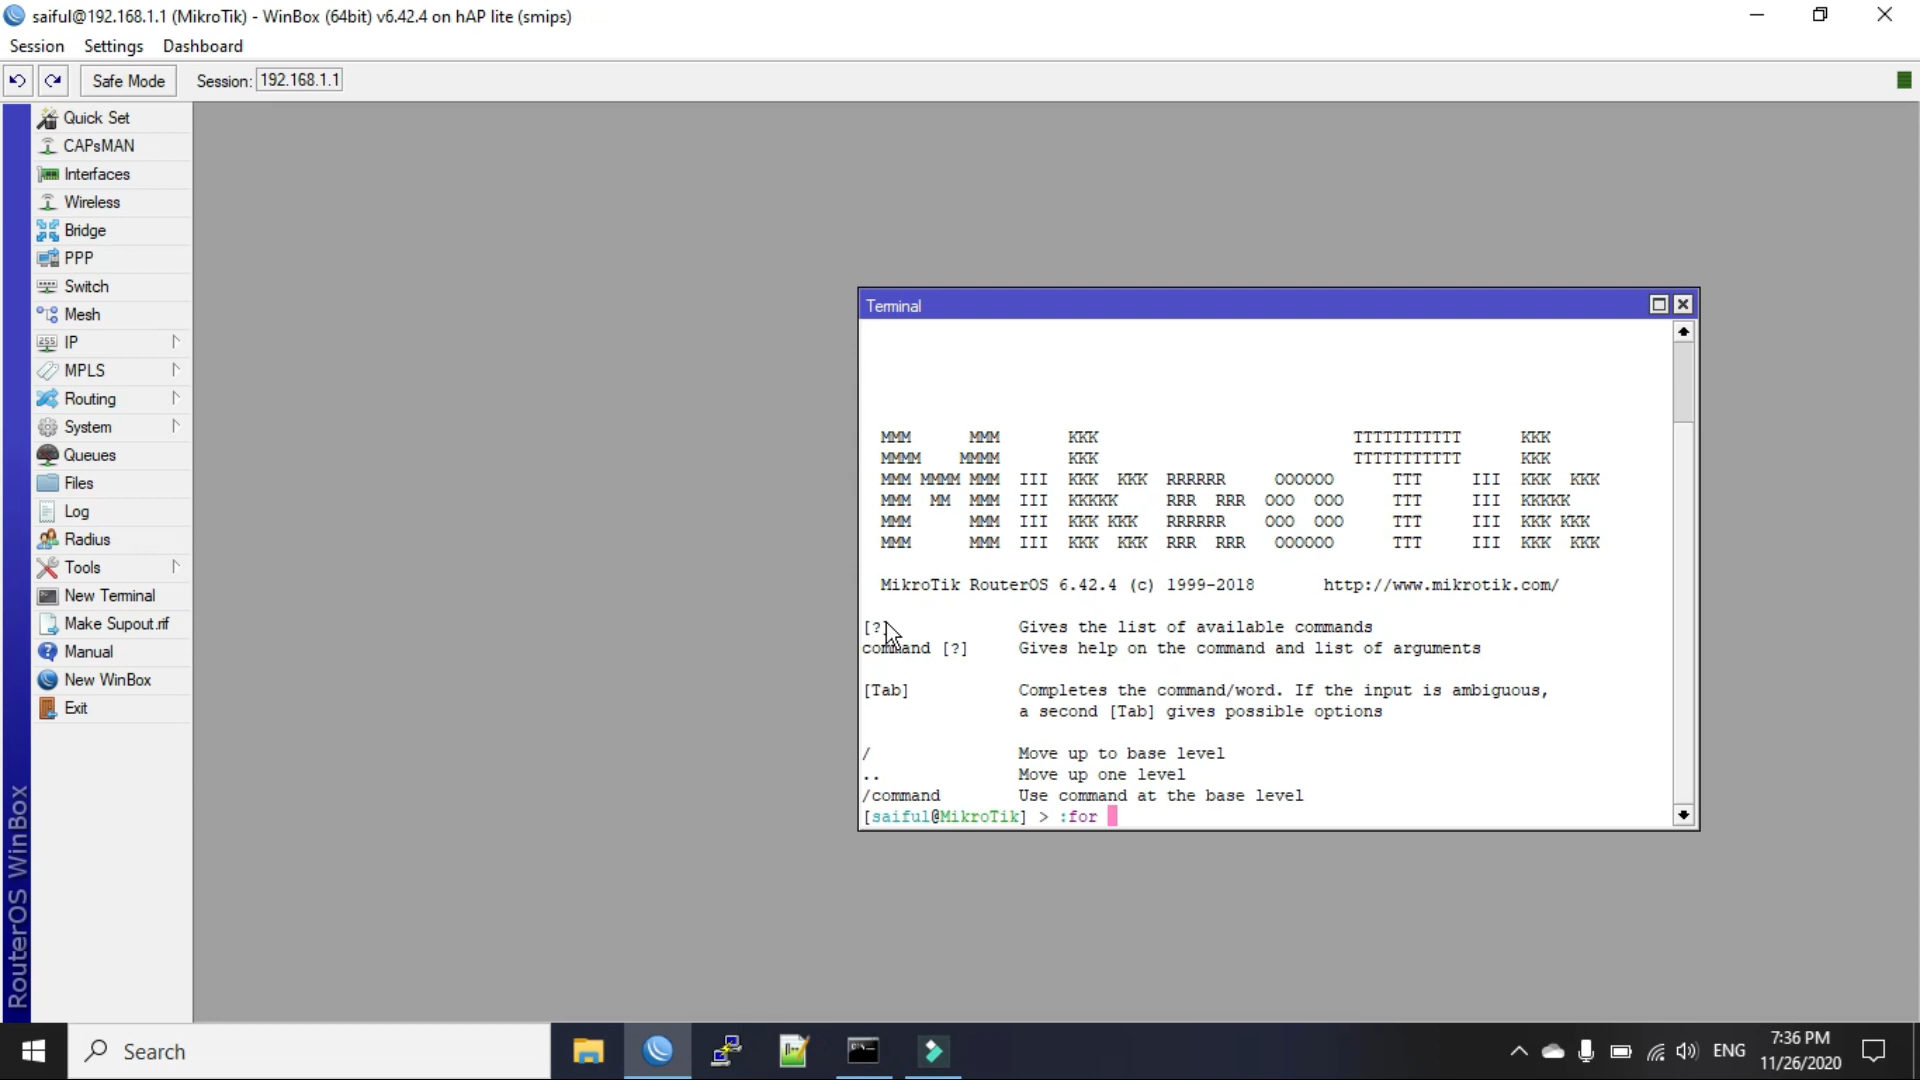 saiful@192.168.1.1 (MikroTik) - WinBox (64bit) v6.42.4 on hAP lite (smips)
Session Settings Dashboard
Safe Mode Session: 192.168.1.1
Quick Set
CAPsMAN
Interfaces
Wireless
Bridge
PPP
Switch
Mesh
IP
MPLS
Routing
System
Queues
Files
Log
Radius
Tools
New Terminal
Make Supout.rif
Manual
New WinBox
Exit
RouterOS WinBox
Terminal
MMM      MMM       KKK                          TTTTTTTTTTT      KKK
MMMM    MMMM       KKK                          TTTTTTTTTTT      KKK
MMM MMMM MMM  III  KKK  KKK  RRRRRR     OOOOOO      TTT     III  KKK  KKK
MMM  MM  MMM  III  KKKKK     RRR  RRR  OOO  OOO     TTT     III  KKKKK
MMM      MMM  III  KKK KKK   RRRRRR    OOO  OOO     TTT     III  KKK KKK
MMM      MMM  III  KKK  KKK  RRR  RRR   OOOOOO      TTT     III  KKK  KKK
MikroTik RouterOS 6.42.4 (c) 1999-2018       http://www.mikrotik.com/
[?]             Gives the list of available commands
command [?]     Gives help on the command and list of arguments
[Tab]           Completes the command/word. If the input is ambiguous,
a second [Tab] gives possible options
/               Move up to base level
..              Move up one level
/command        Use command at the base level
[saiful@MikroTik] > :for
Search
ENG
7:36 PM
11/26/2020